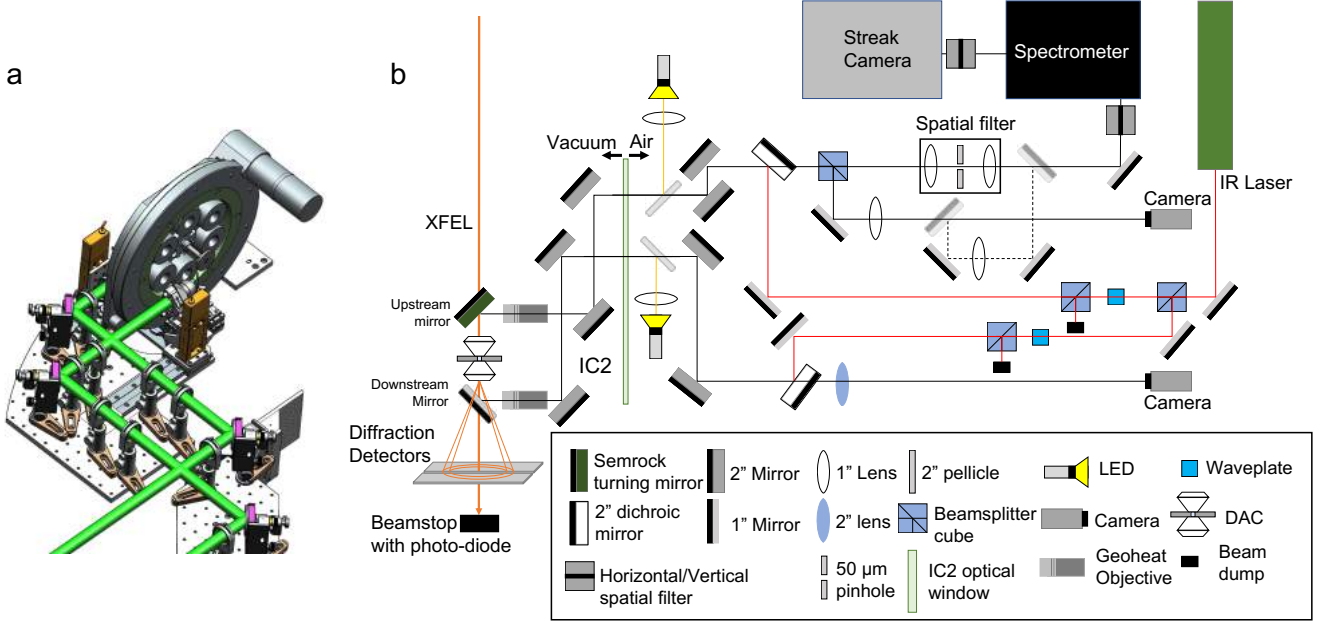 a
b
Streak
Camera
Spectrometer
IR Laser
Spatial filter
Vacuum
Air
XFEL
Camera
Upstream
mirror
IC2
Downstream
Mirror
Camera
Diffraction
Detectors
Beamstop
with photo-diode
Semrock
turning mirror
2” Mirror
1” Lens
2” pellicle
LED
Waveplate
2” dichroic
mirror
1” Mirror
2” lens
Beamsplitter
cube
Camera
DAC
Horizontal/Vertical
spatial filter
50 µm
pinhole
IC2 optical
window
Geoheat
Objective
Beam
dump